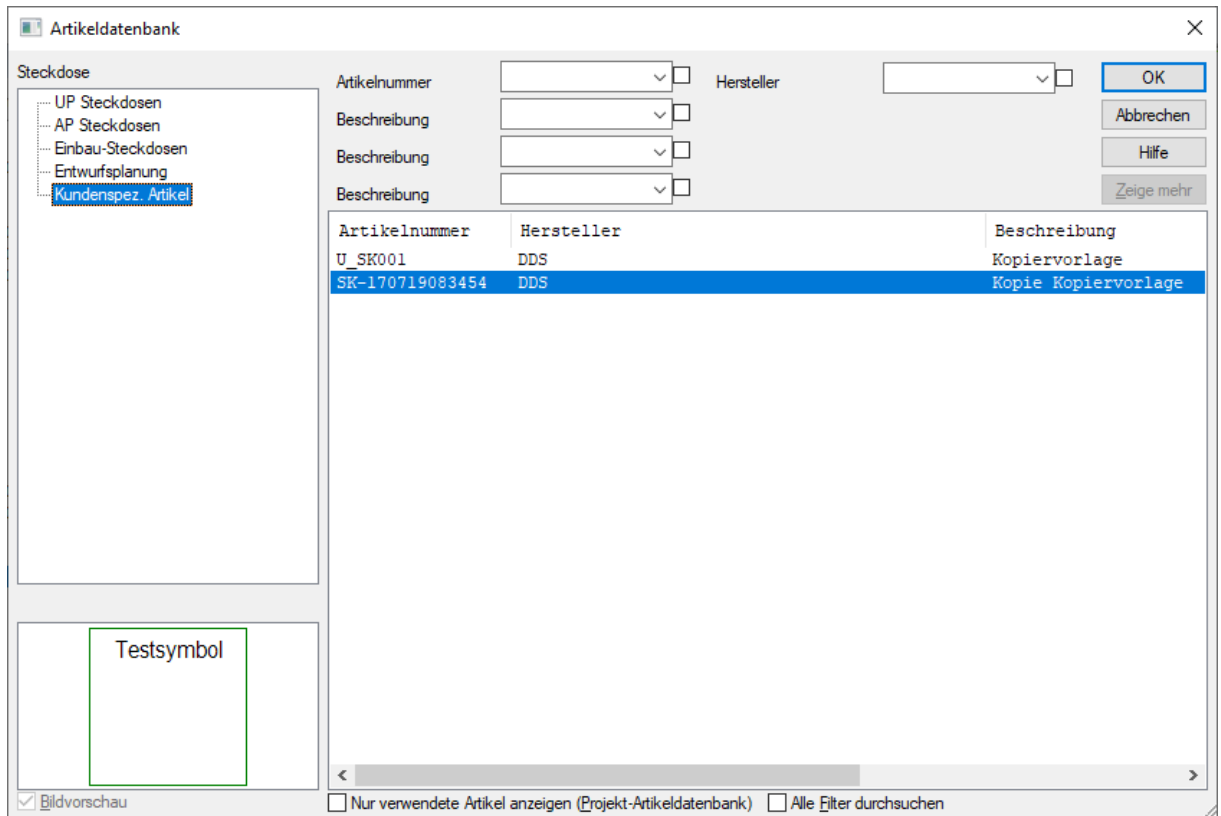 Artikeldatenbank
Steckdose
UP Steckdosen
AP Steckdosen
Einbau-Steckdosen
Entwurfsplanung
Kundenspez. Artikel
Artikelnummer
Hersteller
OK
Beschreibung
Abbrechen
Beschreibung
Hilfe
Beschreibung
Zeige mehr
Artikelnummer Hersteller Beschreibung
U_SK001 DDS Kopiervorlage
SK-170719083454 DDS Kopie Kopiervorlage
Testsymbol
Bildvorschau
Nur verwendete Artikel anzeigen (Projekt-Artikeldatenbank)
Alle Filter durchsuchen